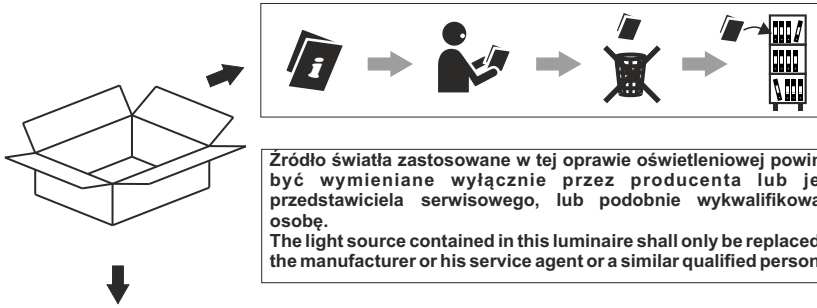 i
Źródło światła zastosowane w tej oprawie oświetleniowej
być wymieniane wyłącznie przez producenta lub
przedstawiciela serwisowego, lub podobnie
osobę.
The light source contained in this luminaire shall only be replaced
the manufacturer or his service agent or a similar qualified person